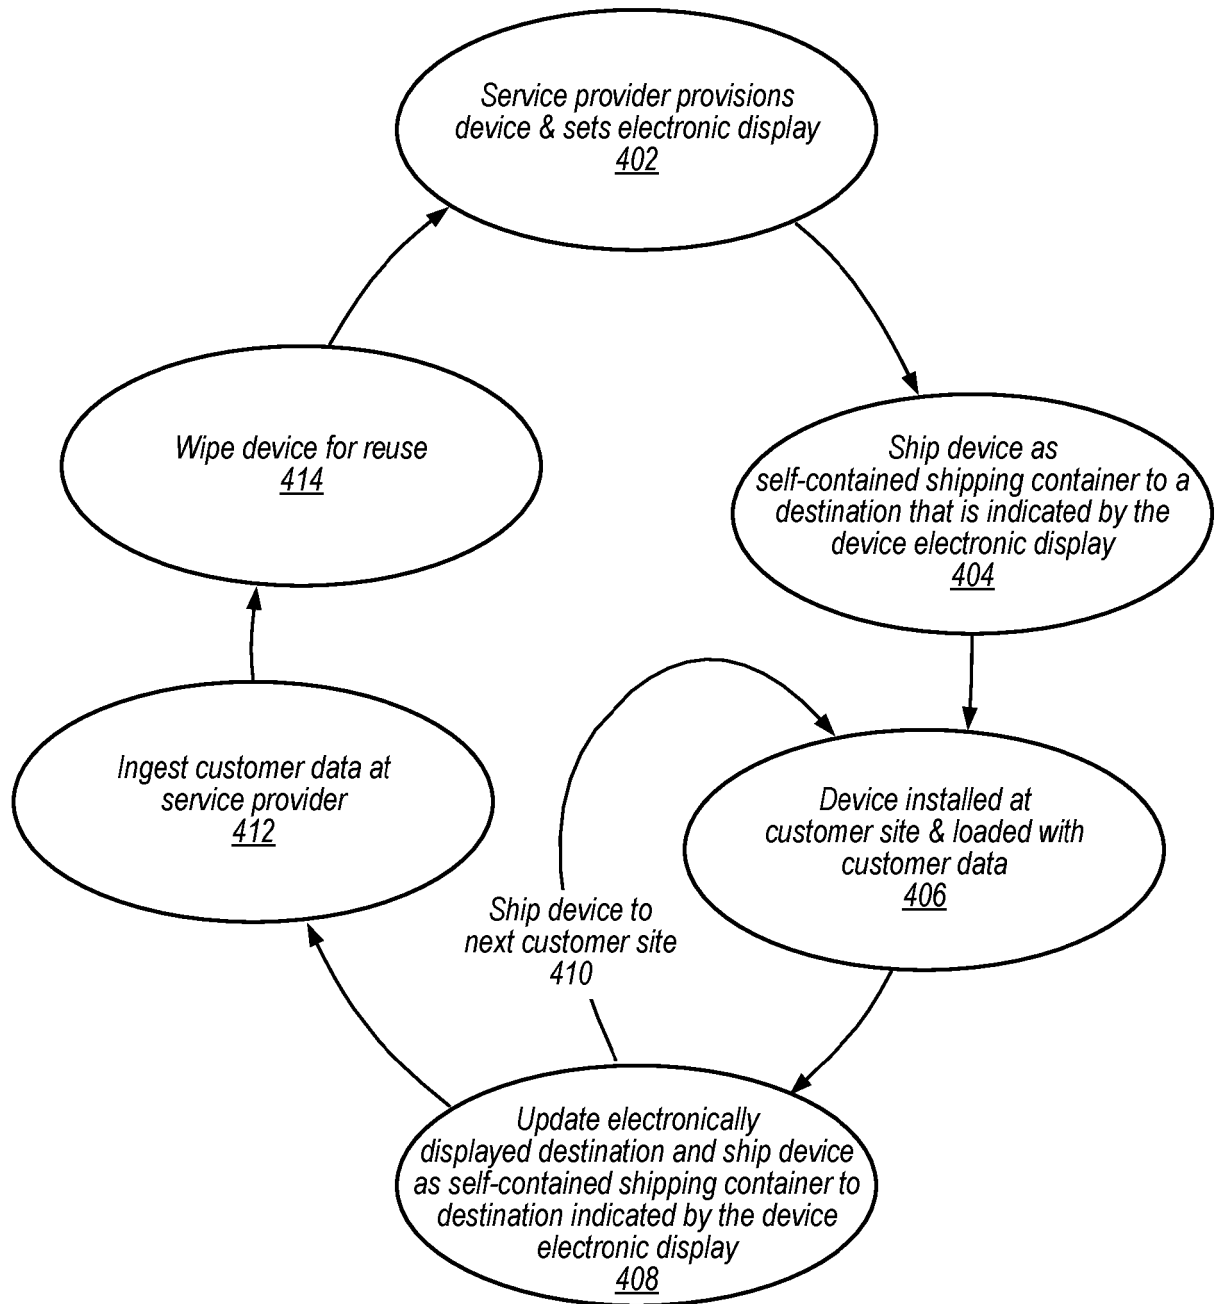 Service provider provisions
device & sets electronic display
402
Ship device as
self-contained shipping container to a
destination that is indicated by the
device electronic display
404
Device installed at
customer site & loaded with
customer data
406
Update electronically
displayed destination and ship device
as self-contained shipping container to
destination indicated by the device
electronic display
408
Ship device to
next customer site
410
Ingest customer data at
service provider
412
Wipe device for reuse
414